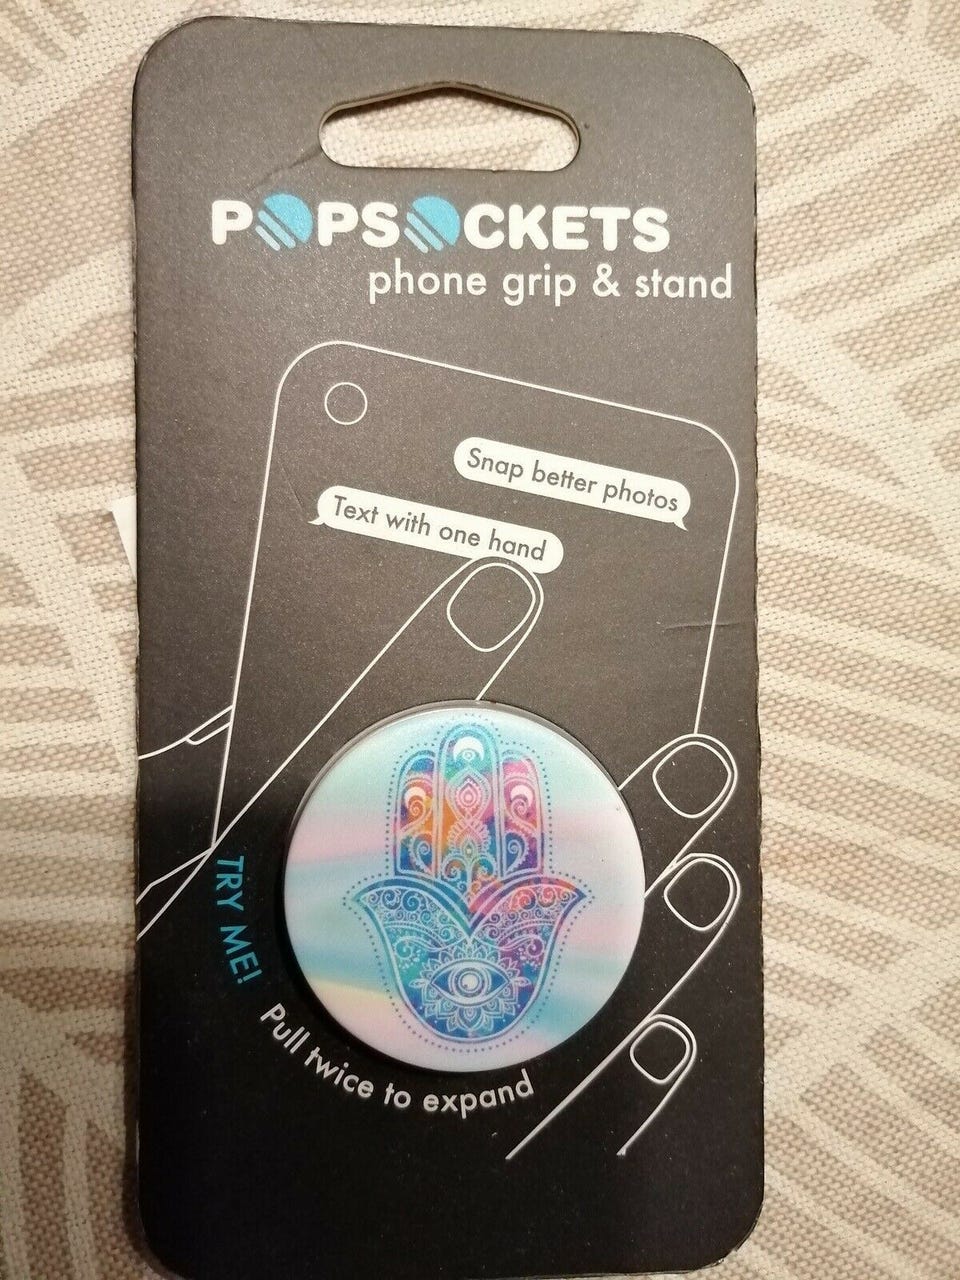 POPSOCKETS
phone grip & stand
Snap better photos
Text with one hand
TRY ME!
Pull twice to expand